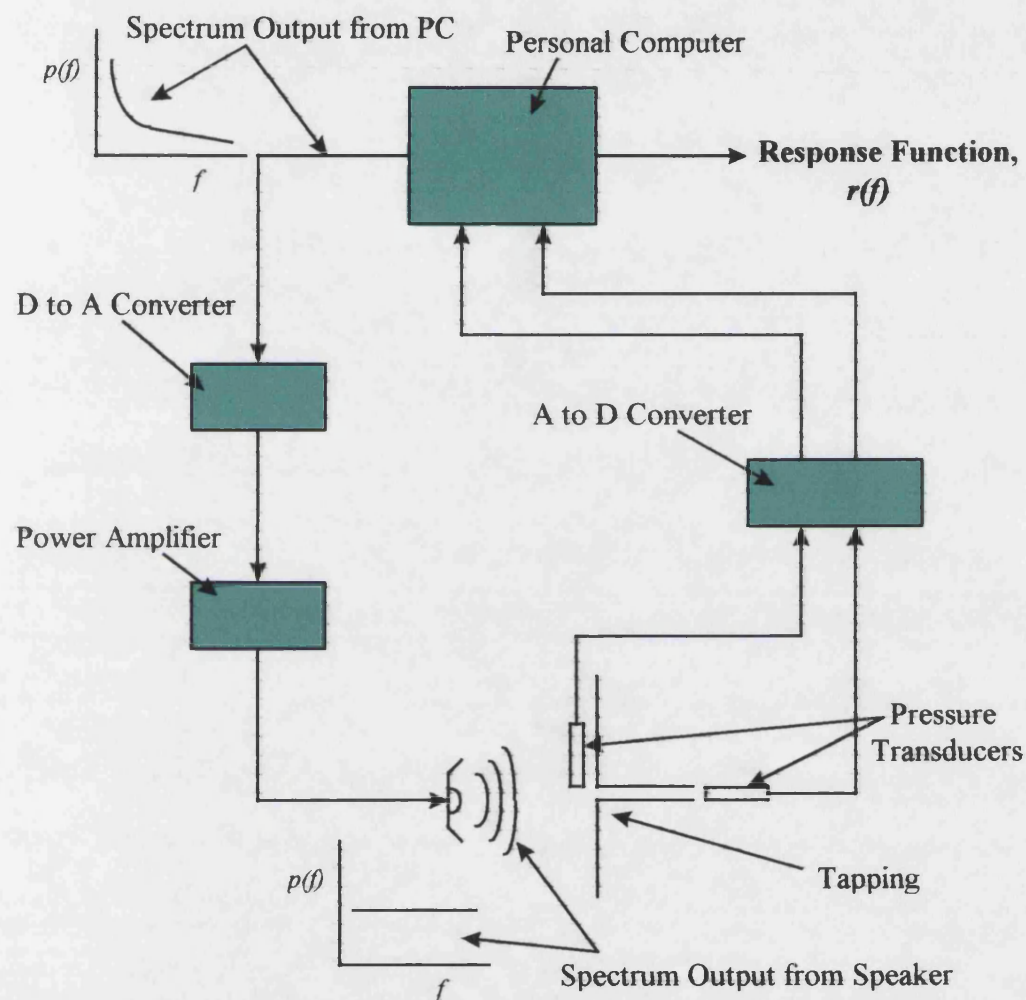 Spectrum Output from PC
Personal Computer
p(f)
f
Response Function,
r(f)
D to A Converter
A to D Converter
Power Amplifier
Pressure
Transducers
p(f)
Tapping
f
Spectrum Output from Speaker